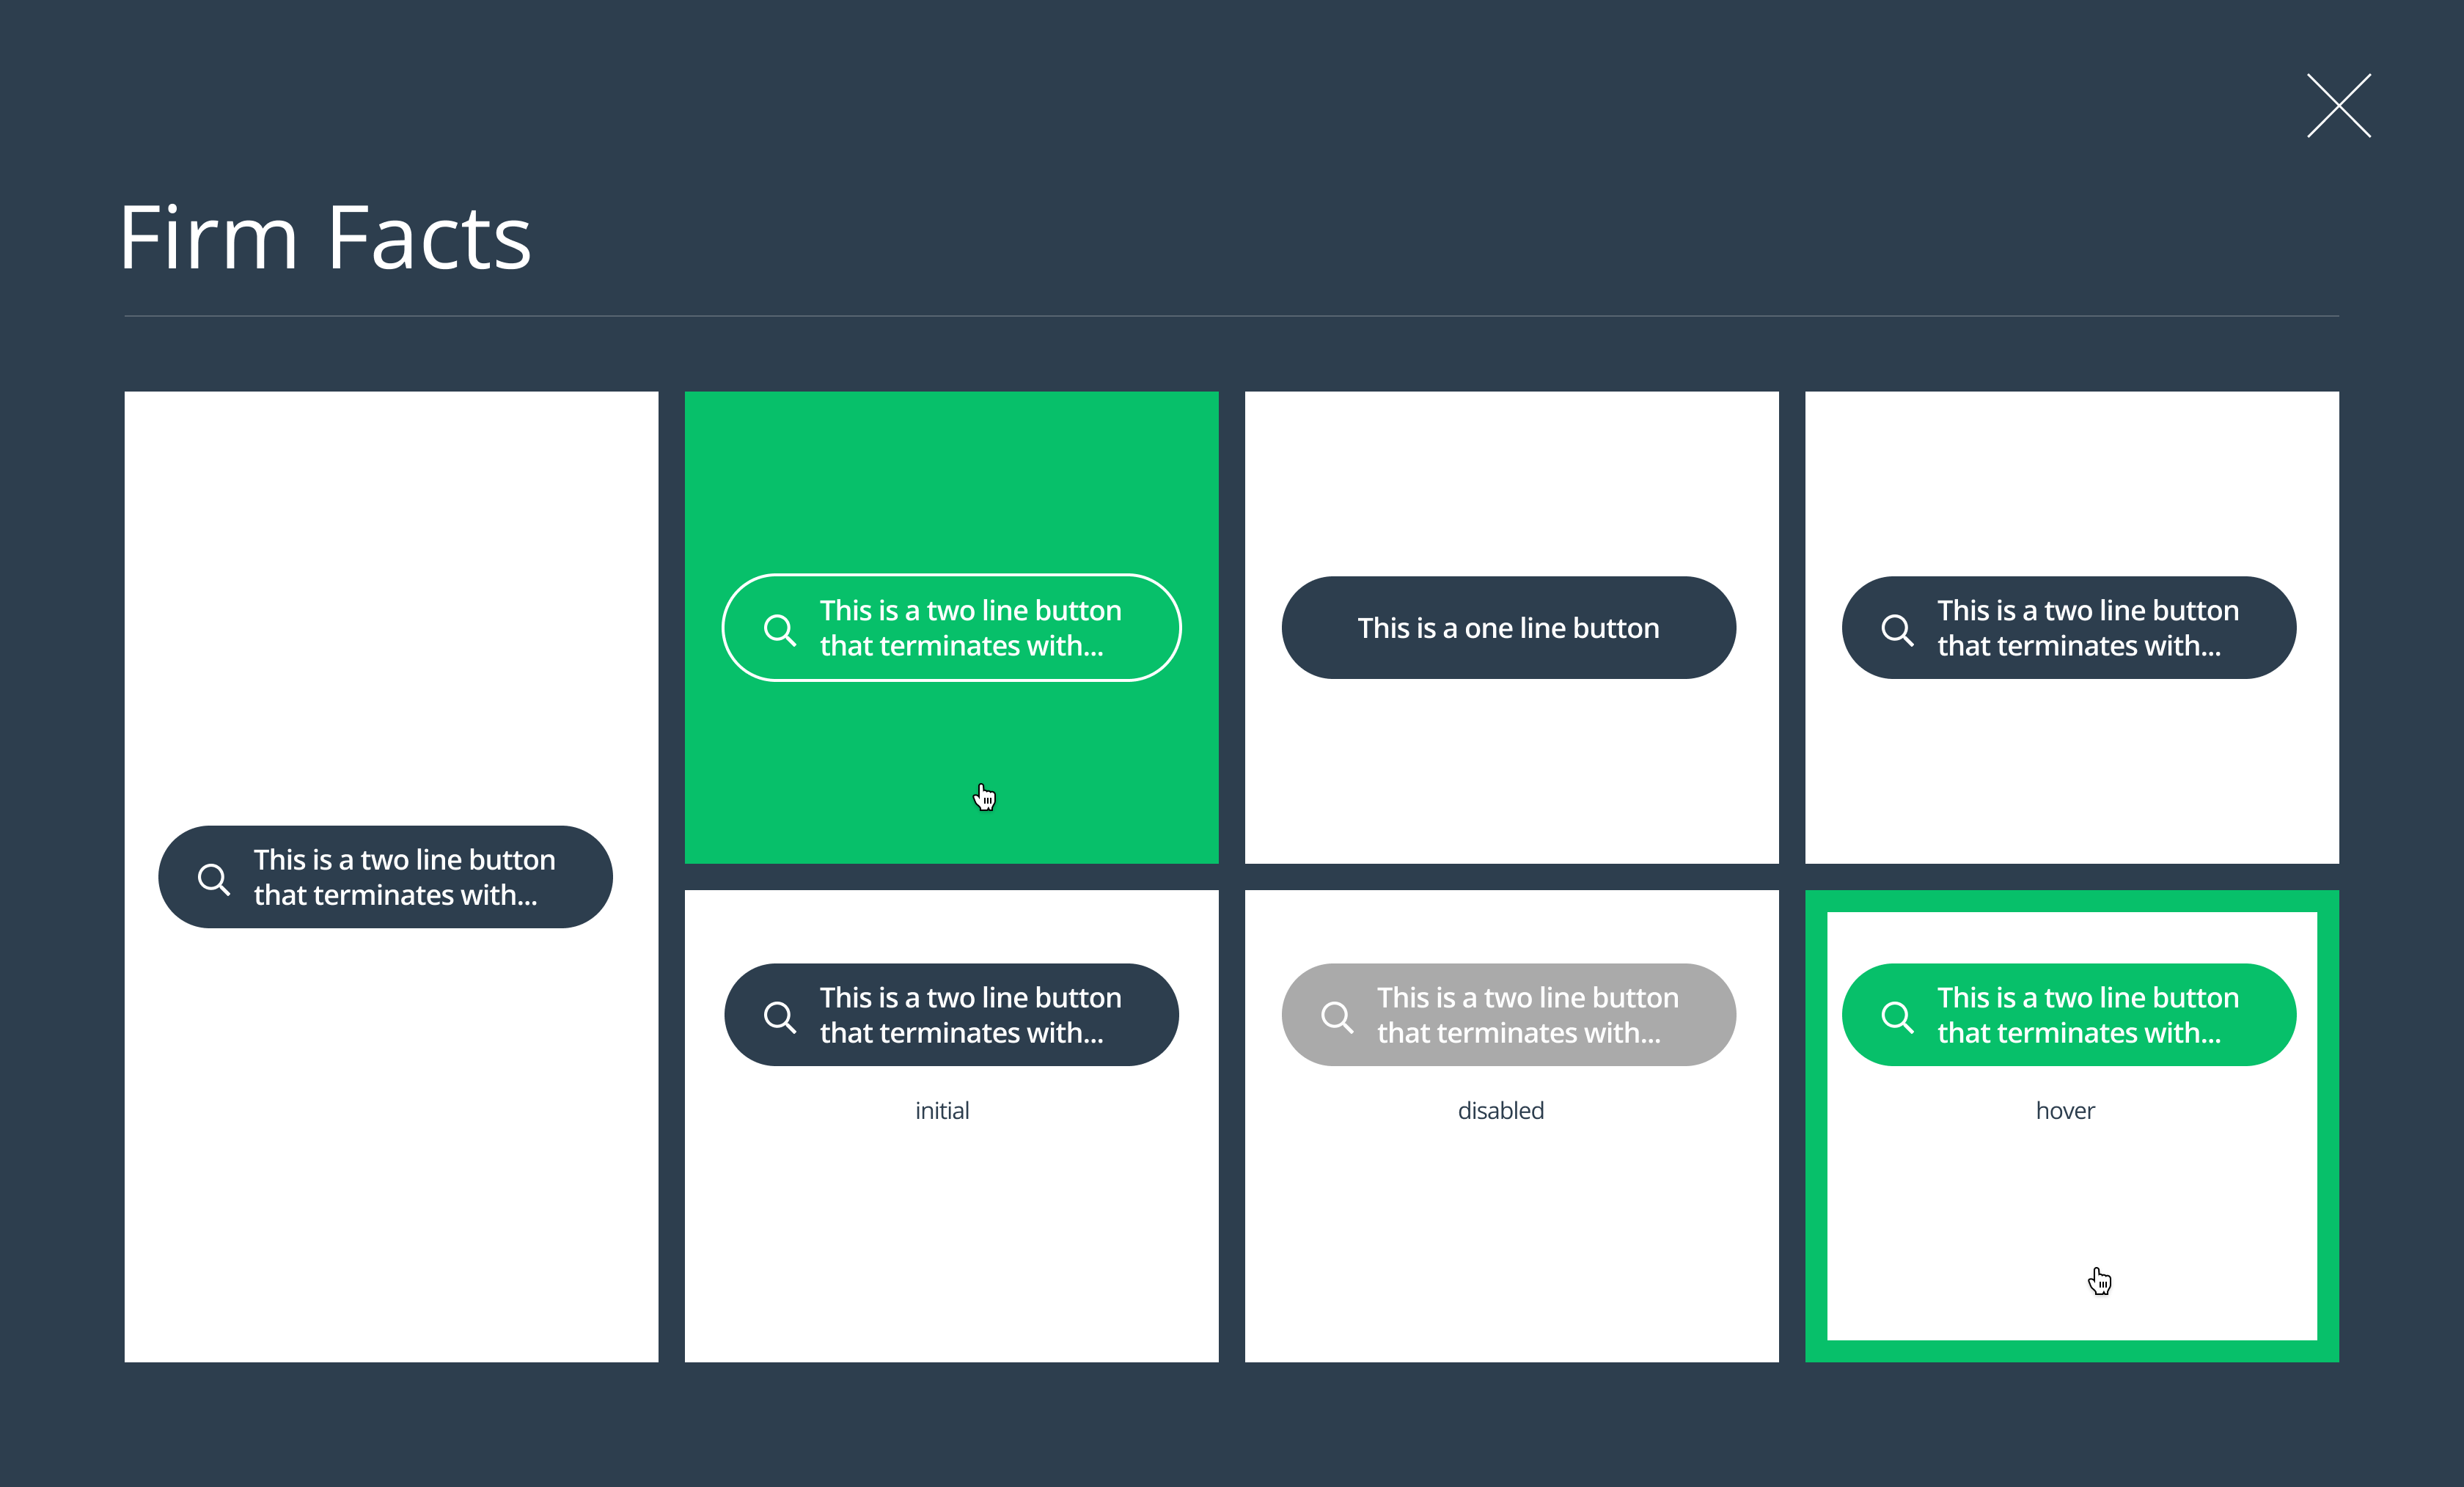 Firm Facts
This is a two line button
that terminates with...
This is a two line button
that terminates with...
This is a one line button
This is a two line button
that terminates with...
This is a two line button
that terminates with...
initial
This is a two line button
that terminates with...
disabled
This is a two line button
that terminates with...
hover